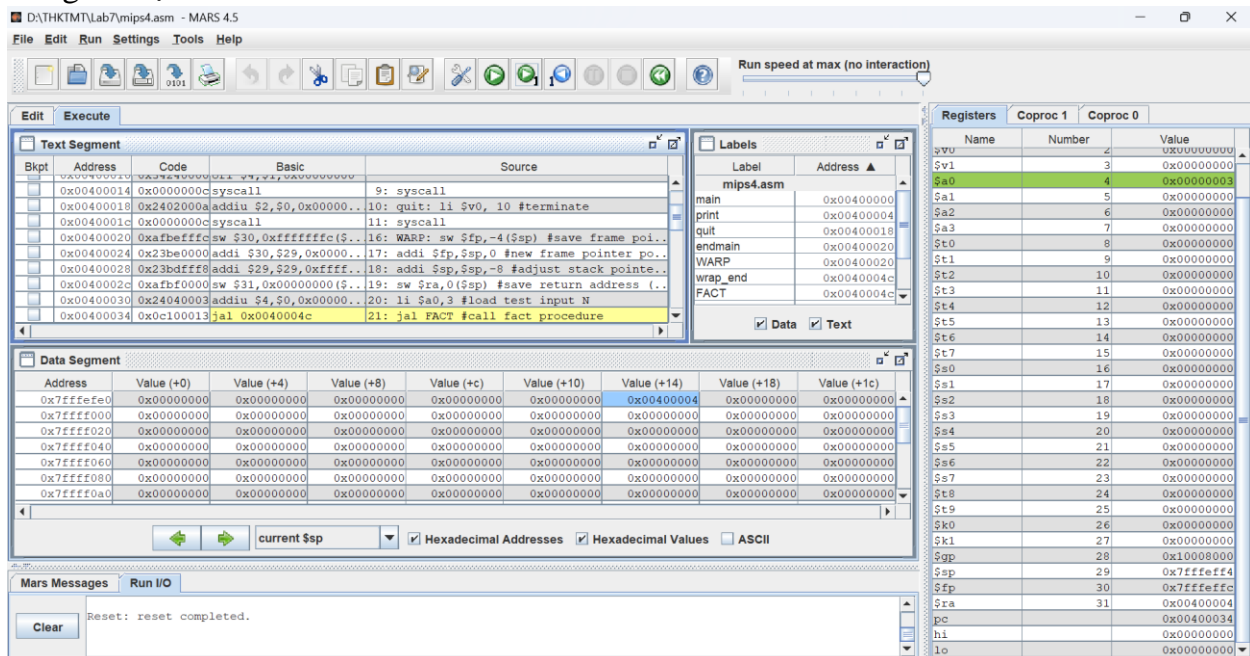 D:\THKTMT\Lab7\mips4.asm - MARS 4.5
File Edit Run Settings Tools Help
Run speed at max (no interaction)
Edit Execute
Text Segment
Bkpt Address Code Basic Source
0x00400014 0x0000000c syscall 9: syscall
0x00400018 0x2402000a addiu $2,$0,0x00000... 10: quit: li $v0, 10 #terminate
0x0040001c 0x0000000c syscall 11: syscall
0x00400020 0xafbefffc sw $30,0xfffffffc($... 16: WARP: sw $fp,-4($sp) #save frame poi...
0x00400024 0x23be0000 addi $30,$29,0x0000... 17: addi $fp,$sp,0 #new frame pointer po...
0x00400028 0x23bdfff8 addi $29,$29,0xffff... 18: addi $sp,$sp,-8 #adjust stack pointe...
0x0040002c 0xafbf0000 sw $31,0x00000000($... 19: sw $ra,0($sp) #save return address (...
0x00400030 0x24040003 addiu $4,$0,0x00000... 20: li $a0,3 #load test input N
0x00400034 0x0c100013 jal 0x0040004c 21: jal FACT #call fact procedure
Labels
Label Address ▲
mips4.asm
main 0x00400000
print 0x00400004
quit 0x00400018
endmain 0x00400020
WARP 0x00400020
wrap_end 0x0040004c
FACT 0x0040004c
Data Text
Data Segment
Address Value (+0) Value (+4) Value (+8) Value (+c) Value (+10) Value (+14) Value (+18) Value (+1c)
0x7fffefe0 0x00000000 0x00000000 0x00000000 0x00000000 0x00000000 0x00400004 0x00000000 0x00000000
0x7ffff000 0x00000000 0x00000000 0x00000000 0x00000000 0x00000000 0x00000000 0x00000000 0x00000000
0x7ffff020 0x00000000 0x00000000 0x00000000 0x00000000 0x00000000 0x00000000 0x00000000 0x00000000
0x7ffff040 0x00000000 0x00000000 0x00000000 0x00000000 0x00000000 0x00000000 0x00000000 0x00000000
0x7ffff060 0x00000000 0x00000000 0x00000000 0x00000000 0x00000000 0x00000000 0x00000000 0x00000000
0x7ffff080 0x00000000 0x00000000 0x00000000 0x00000000 0x00000000 0x00000000 0x00000000 0x00000000
0x7ffff0a0 0x00000000 0x00000000 0x00000000 0x00000000 0x00000000 0x00000000 0x00000000 0x00000000
current $sp Hexadecimal Addresses Hexadecimal Values ASCII
Mars Messages Run I/O
Reset: reset completed.
Clear
Registers Coproc 1 Coproc 0
Name Number Value
$v0 2 0x00000000
$v1 3 0x00000000
$a0 4 0x00000003
$a1 5 0x00000000
$a2 6 0x00000000
$a3 7 0x00000000
$t0 8 0x00000000
$t1 9 0x00000000
$t2 10 0x00000000
$t3 11 0x00000000
$t4 12 0x00000000
$t5 13 0x00000000
$t6 14 0x00000000
$t7 15 0x00000000
$s0 16 0x00000000
$s1 17 0x00000000
$s2 18 0x00000000
$s3 19 0x00000000
$s4 20 0x00000000
$s5 21 0x00000000
$s6 22 0x00000000
$s7 23 0x00000000
$t8 24 0x00000000
$t9 25 0x00000000
$k0 26 0x00000000
$k1 27 0x00000000
$gp 28 0x10008000
$sp 29 0x7fffeff4
$fp 30 0x7fffeffc
$ra 31 0x00400004
pc 0x00400034
hi 0x00000000
lo 0x00000000